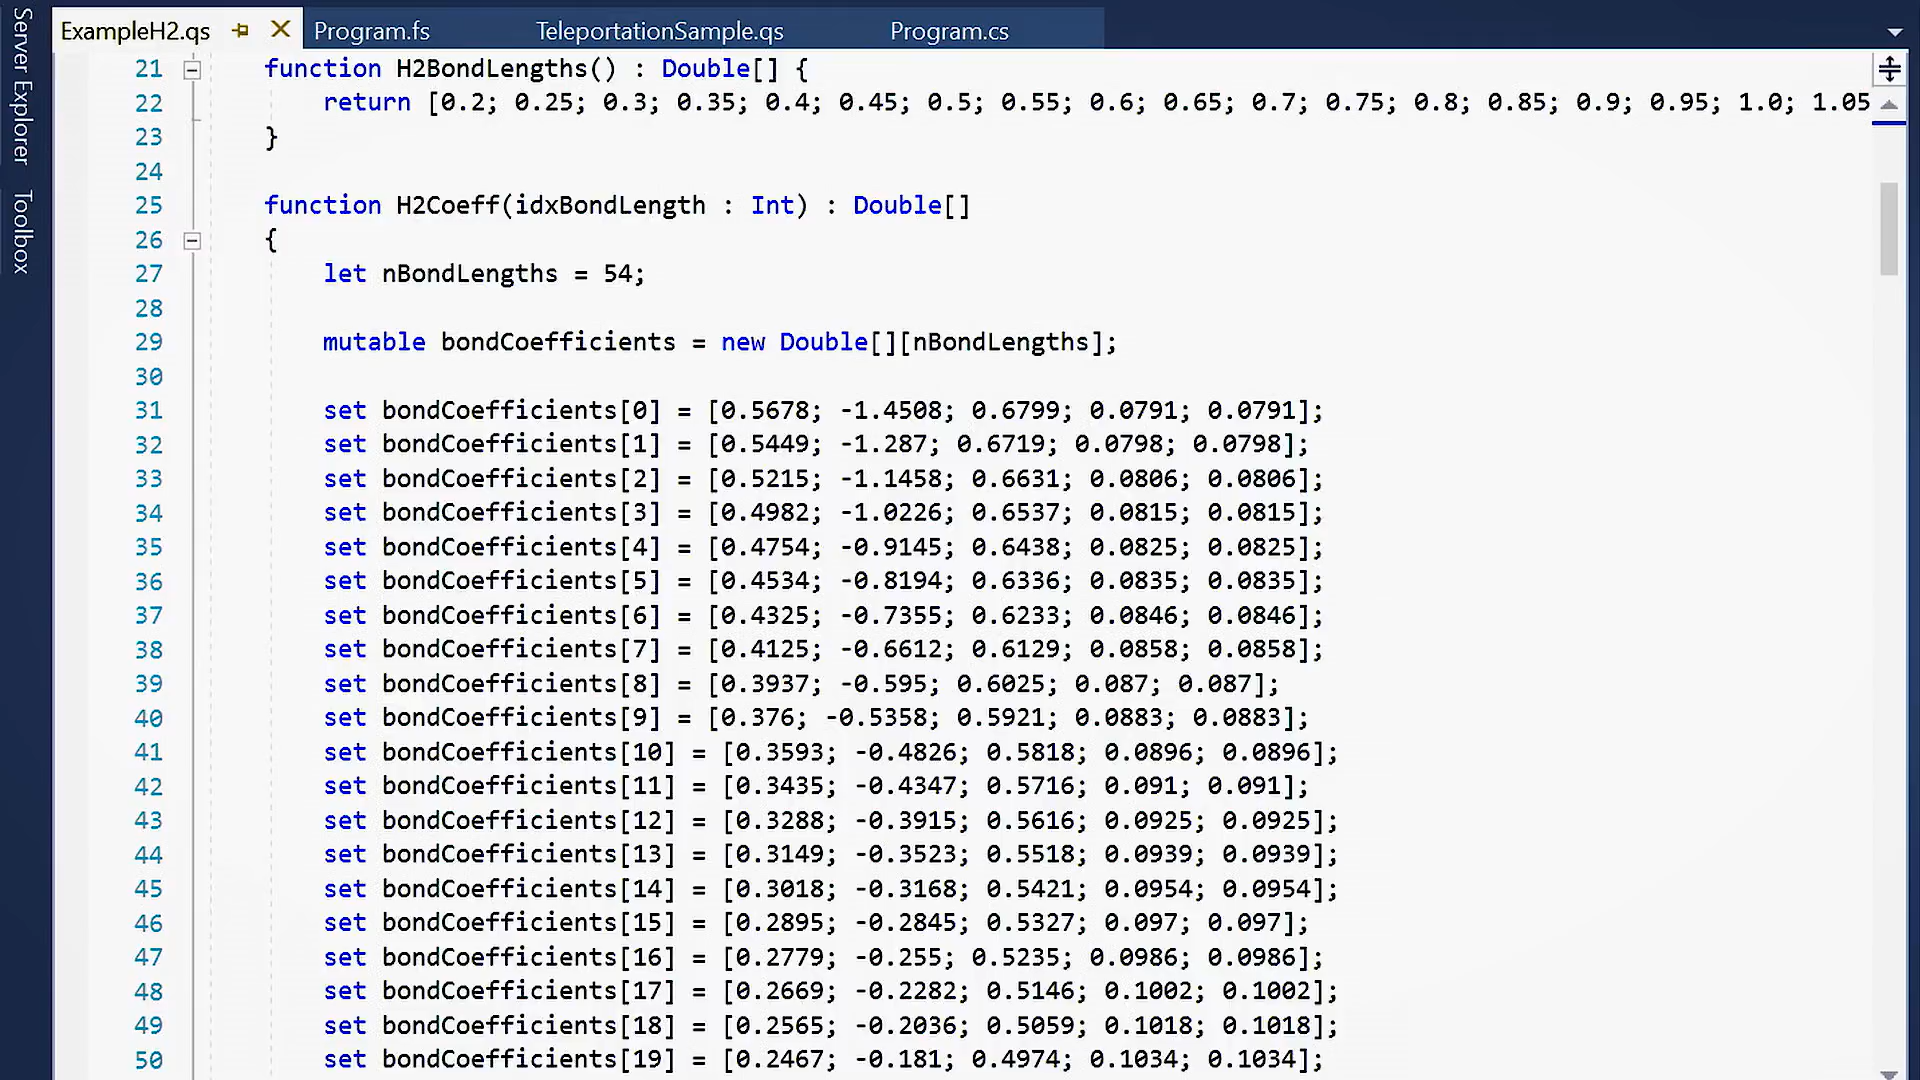 Server Explorer
Toolbox
ExampleH2.qs Program.fs TeleportationSample.qs Program.cs
21 function H2BondLengths() : Double[] {
22 return [0.2; 0.25; 0.3; 0.35; 0.4; 0.45; 0.5; 0.55; 0.6; 0.65; 0.7; 0.75; 0.8; 0.85; 0.9; 0.95; 1.0; 1.05
23 }
24
25 function H2Coeff(idxBondLength : Int) : Double[]
26 {
27 let nBondLengths = 54;
28
29 mutable bondCoefficients = new Double[][nBondLengths];
30
31 set bondCoefficients[0] = [0.5678; -1.4508; 0.6799; 0.0791; 0.0791];
32 set bondCoefficients[1] = [0.5449; -1.287; 0.6719; 0.0798; 0.0798];
33 set bondCoefficients[2] = [0.5215; -1.1458; 0.6631; 0.0806; 0.0806];
34 set bondCoefficients[3] = [0.4982; -1.0226; 0.6537; 0.0815; 0.0815];
35 set bondCoefficients[4] = [0.4754; -0.9145; 0.6438; 0.0825; 0.0825];
36 set bondCoefficients[5] = [0.4534; -0.8194; 0.6336; 0.0835; 0.0835];
37 set bondCoefficients[6] = [0.4325; -0.7355; 0.6233; 0.0846; 0.0846];
38 set bondCoefficients[7] = [0.4125; -0.6612; 0.6129; 0.0858; 0.0858];
39 set bondCoefficients[8] = [0.3937; -0.595; 0.6025; 0.087; 0.087];
40 set bondCoefficients[9] = [0.376; -0.5358; 0.5921; 0.0883; 0.0883];
41 set bondCoefficients[10] = [0.3593; -0.4826; 0.5818; 0.0896; 0.0896];
42 set bondCoefficients[11] = [0.3435; -0.4347; 0.5716; 0.091; 0.091];
43 set bondCoefficients[12] = [0.3288; -0.3915; 0.5616; 0.0925; 0.0925];
44 set bondCoefficients[13] = [0.3149; -0.3523; 0.5518; 0.0939; 0.0939];
45 set bondCoefficients[14] = [0.3018; -0.3168; 0.5421; 0.0954; 0.0954];
46 set bondCoefficients[15] = [0.2895; -0.2845; 0.5327; 0.097; 0.097];
47 set bondCoefficients[16] = [0.2779; -0.255; 0.5235; 0.0986; 0.0986];
48 set bondCoefficients[17] = [0.2669; -0.2282; 0.5146; 0.1002; 0.1002];
49 set bondCoefficients[18] = [0.2565; -0.2036; 0.5059; 0.1018; 0.1018];
50 set bondCoefficients[19] = [0.2467; -0.181; 0.4974; 0.1034; 0.1034];